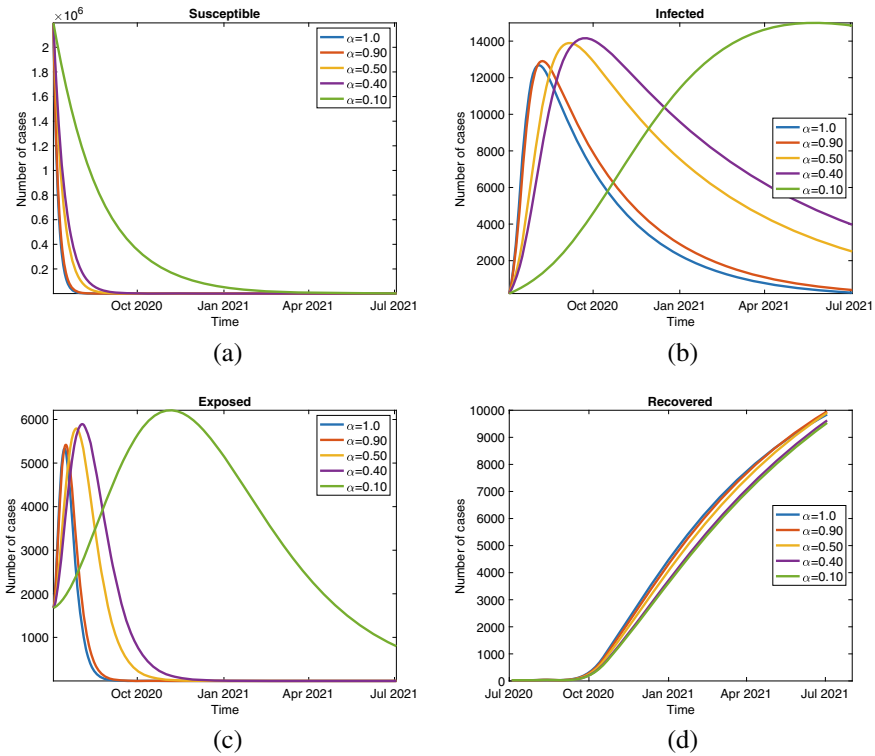 Susceptible
×10⁶
2
1.8
1.6
1.4
1.2
1
0.8
0.6
0.4
0.2
Number of cases
α=1.0
α=0.90
α=0.50
α=0.40
α=0.10
Oct 2020 Jan 2021 Apr 2021 Jul 2021
Time
(a)
Infected
14000
12000
10000
8000
6000
4000
2000
Number of cases
α=1.0
α=0.90
α=0.50
α=0.40
α=0.10
Oct 2020 Jan 2021 Apr 2021 Jul 2021
Time
(b)
Exposed
6000
5000
4000
3000
2000
1000
Number of cases
α=1.0
α=0.90
α=0.50
α=0.40
α=0.10
Oct 2020 Jan 2021 Apr 2021 Jul 2021
Time
(c)
Recovered
10000
9000
8000
7000
6000
5000
4000
3000
2000
1000
0
Number of cases
α=1.0
α=0.90
α=0.50
α=0.40
α=0.10
Jul 2020 Oct 2020 Jan 2021 Apr 2021 Jul 2021
Time
(d)